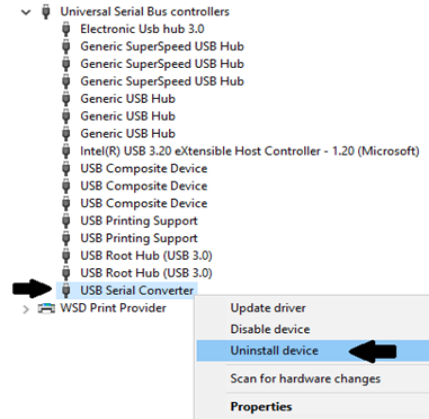 Universal Serial Bus controllers
Electronic Usb hub 3.0
Generic SuperSpeed USB Hub
Generic SuperSpeed USB Hub
Generic SuperSpeed USB Hub
Generic USB Hub
Generic USB Hub
Generic USB Hub
Intel(R) USB 3.20 eXtensible Host Controller - 1.20 (Microsoft)
USB Composite Device
USB Composite Device
USB Composite Device
USB Printing Support
USB Printing Support
USB Root Hub (USB 3.0)
USB Root Hub (USB 3.0)
USB Serial Converter
WSD Print Provider
Update driver
Disable device
Uninstall device
Scan for hardware changes
Properties